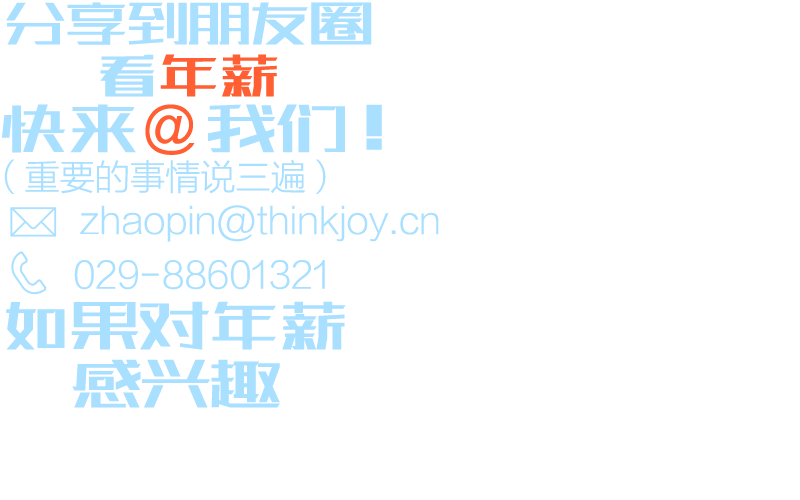 分享到朋友圈
看年薪
快来@我们！
（重要的事情说三遍）
zhaopin@thinkjoy.cn
029-88601321
如果对年薪
感兴趣